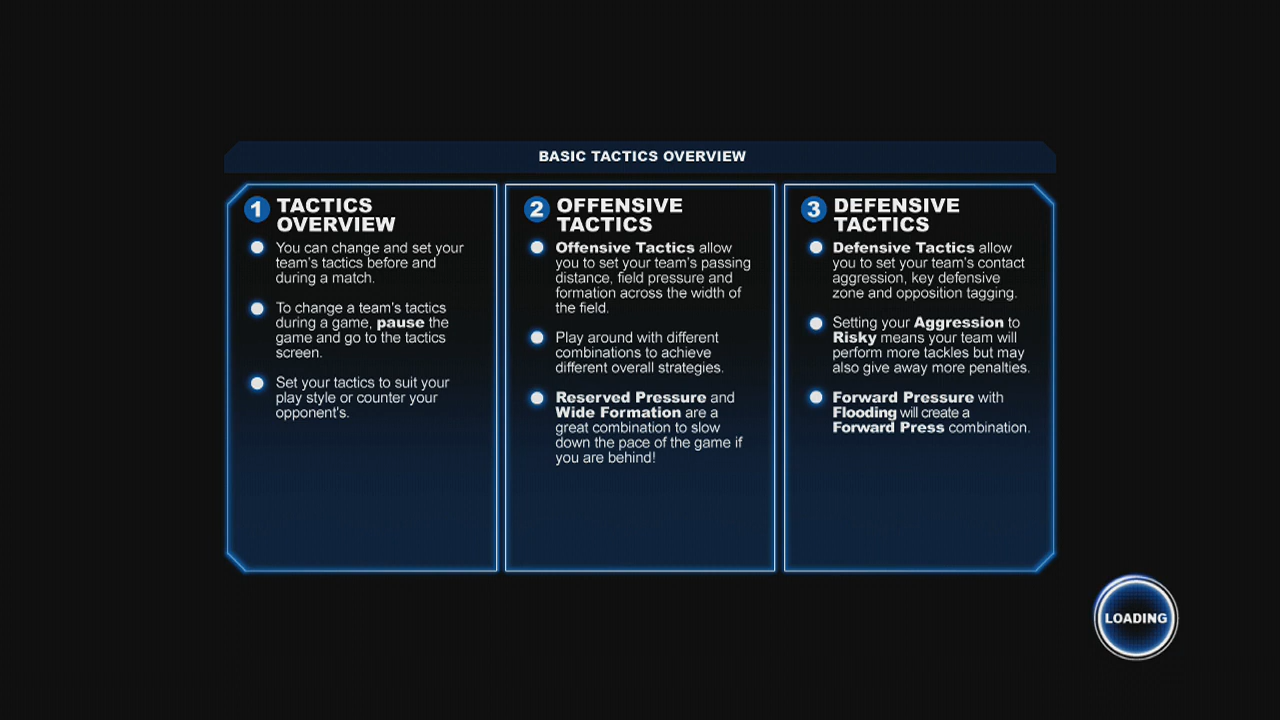 BASIC TACTICS OVERVIEW
1 TACTICS
OVERVIEW
You can change and set your
team's tactics before and
during a match.
To change a team's tactics
during a game, pause the
game and go to the tactics
screen.
Set your tactics to suit your
play style or counter your
opponent's.
2 OFFENSIVE
TACTICS
Offensive Tactics allow
you to set your team's passing
distance, field pressure and
formation across the width of
the field.
Play around with different
combinations to achieve
different overall strategies.
Reserved Pressure and
Wide Formation are a
great combination to slow
down the pace of the game if
you are behind!
3 DEFENSIVE
TACTICS
Defensive Tactics allow
you to set your team's contact
aggression, key defensive
zone and opposition tagging.
Setting your Aggression to
Risky means your team will
perform more tackles but may
also give away more penalties.
Forward Pressure with
Flooding will create a
Forward Press combination.
LOADING